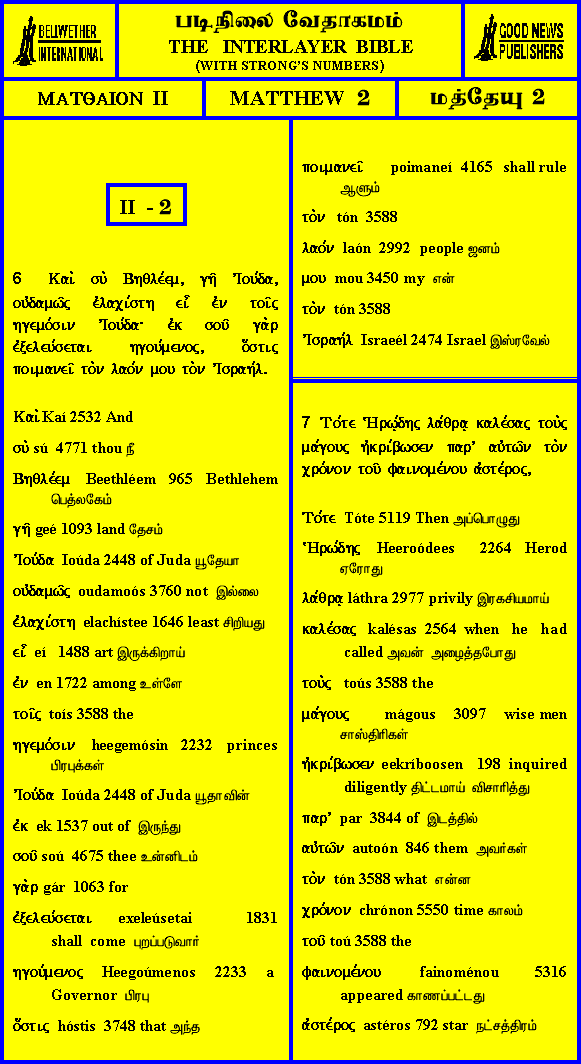 BELLWETHER
INTERNATIONAL
படிநிலை வேதாகமம்
THE INTERLAYER BIBLE
(WITH STRONG'S NUMBERS)
GOOD NEWS
PUBLISHERS
ΜΑΤΘΑΙΟΝ II
MATTHEW 2
மத்தேயு 2
II - 2
6 Καὶ σὺ Βηθλέεμ, γῆ Ἰούδα,
οὐδαμῶς ἐλαχίστη εἶ ἐν τοῖς
ηγεμόσιν Ἰούδα· ἐκ σοῦ γὰρ
ἐξελεύσεται ηγούμενος, ὅστις
ποιμανεῖ τὸν λαόν μου τὸν Ἰσραήλ.
Καὶ Kaí 2532 And
σὺ sú 4771 thou நீ
Βηθλέεμ Beethléem 965 Bethlehem
பெத்லகேம்
γῆ geé 1093 land தேசம்
Ἰούδα Ioúda 2448 of Juda யூதேயா
οὐδαμῶς oudamoós 3760 not இல்லை
ἐλαχίστη elachístee 1646 least சிறியது
εἶ eí 1488 art இருக்கிறாய்
ἐν en 1722 among உள்ளே
τοῖς toís 3588 the
ηγεμόσιν heegemósin 2232 princes
பிரபுக்கள்
Ἰούδα Ioúda 2448 of Juda யூதாவின்
ἐκ ek 1537 out of இருந்து
σοῦ soú 4675 thee உன்னிடம்
γὰρ gár 1063 for
ἐξελεύσεται exeleúsetai 1831
shall come புறப்படுவார்
ηγούμενος Heegoúmenos 2233 a
Governor பிரபு
ὅστις hóstis 3748 that அந்த
ποιμανεῖ poimaneí 4165 shall rule
ஆளும்
τὸν tón 3588
λαόν laón 2992 people ஜனம்
μου mou 3450 my என்
τὸν tón 3588
Ἰσραήλ Israeél 2474 Israel இஸ்ரவேல்
7 Τότε Ἡρῴδης λάθρᾳ καλέσας τοὺς
μάγους ἠκρίβωσεν παρ’ αὐτῶν τὸν
χρόνον τοῦ φαινομένου ἀστέρος,
Τότε Tóte 5119 Then அப்பொழுது
Ἡρώδης Heeroódees 2264 Herod
ஏரோது
λάθρᾳ láthra 2977 privily இரகசியமாய்
καλέσας kalésas 2564 when he had
called அவன் அழைத்தபோது
τοὺς toús 3588 the
μάγους mágous 3097 wise men
சாஸ்திரிகள்
ἠκρίβωσεν eekríboosen 198 inquired
diligently திட்டமாய் விசாரித்து
παρ’ par 3844 of இடத்தில்
αὐτῶν autoón 846 them அவர்கள்
τὸν tón 3588 what என்ன
χρόνον chrónon 5550 time காலம்
τοῦ toú 3588 the
φαινομένου fainoménou 5316
appeared காணப்பட்டது
ἀστέρος astéros 792 star நட்சத்திரம்